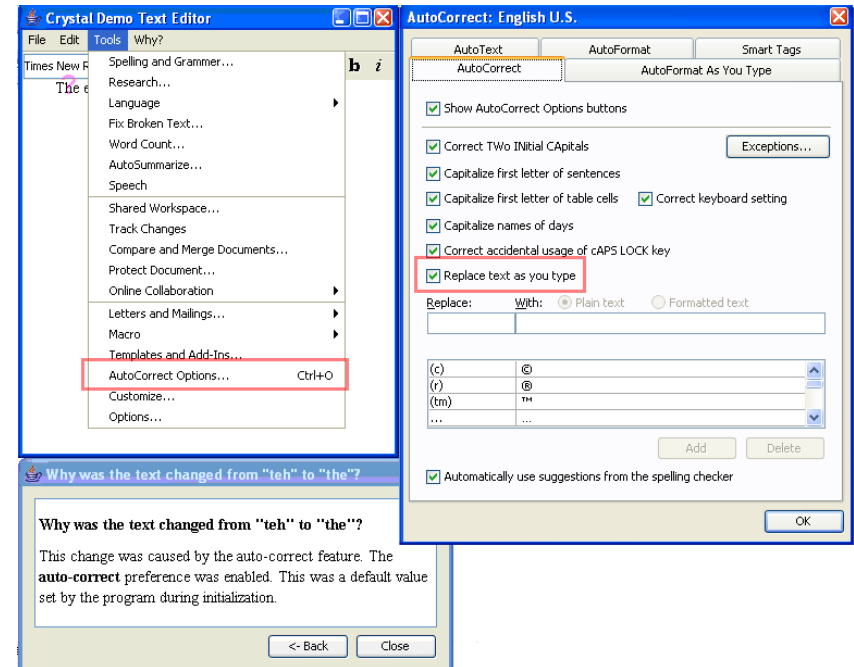 Crystal Demo Text Editor
File Edit Tools Why?
Times New R
b i
The e
Spelling and Grammer...
Research...
Language
Fix Broken Text...
Word Count...
AutoSummarize...
Speech
Shared Workspace...
Track Changes
Compare and Merge Documents...
Protect Document...
Online Collaboration
Letters and Mailings...
Macro
Templates and Add-Ins...
AutoCorrect Options... Ctrl+O
Customize...
Options...
AutoCorrect: English U.S.
AutoText AutoFormat Smart Tags
AutoCorrect AutoFormat As You Type
Show AutoCorrect Options buttons
Correct TWo INitial CApitals Exceptions...
Capitalize first letter of sentences
Capitalize first letter of table cells Correct keyboard setting
Capitalize names of days
Correct accidental usage of cAPS LOCK key
Replace text as you type
Replace: With: Plain text Formatted text
(c) ©
(r) ®
(tm) ™
... ...
Add Delete
Automatically use suggestions from the spelling checker
OK
Why was the text changed from "teh" to "the"?
Why was the text changed from "teh" to "the"?
This change was caused by the auto-correct feature. The
auto-correct preference was enabled. This was a default value
set by the program during initialization.
<- Back Close